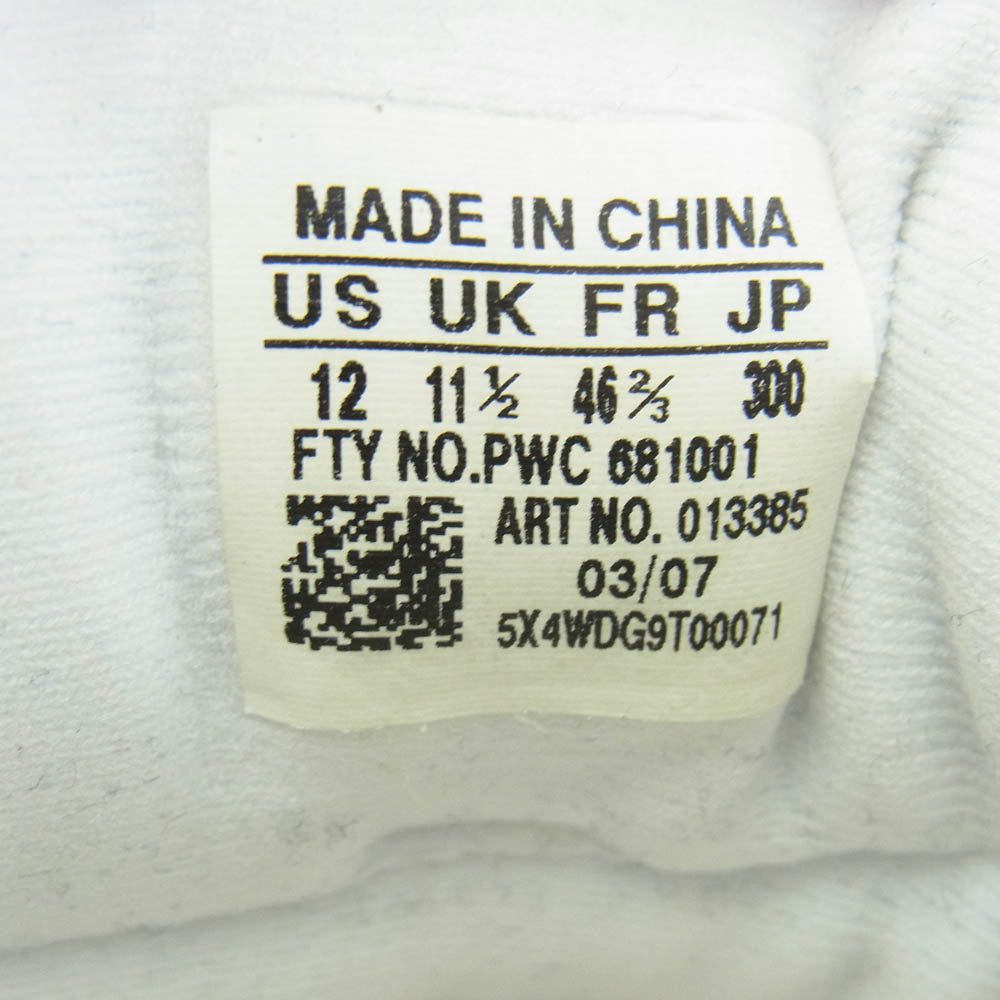 MADE IN CHINA
US UK FR JP
12 11½ 46⅔ 300
FTY NO.PWC 681001
ART NO. 013385
03/07
5X4WDG9T00071